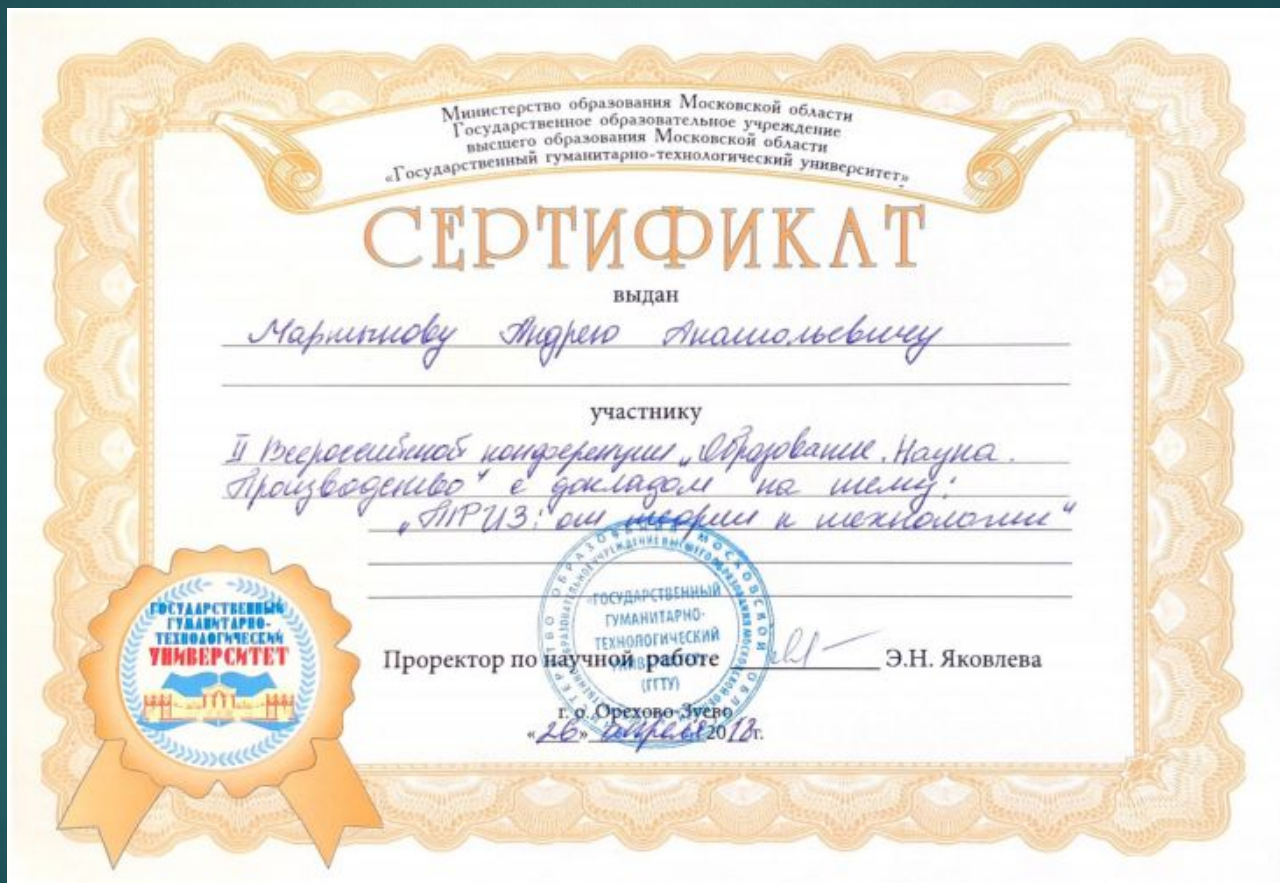 Министерство образования Московской области
Государственное образовательное учреждение
высшего образования Московской области
«Государственный гуманитарно-технологический университет»
СЕРТИФИКАТ
выдан
Мартынову Андрею Анатольевичу
участнику
II Всероссийской конференции „Образование. Наука.
Производство" с докладом на тему:
„ТРИЗ: от теории к технологии"
ГОСУДАРСТВЕННЫЙ
ГУМАНИТАРНО-
ТЕХНОЛОГИЧЕСКИЙ
УНИВЕРСИТЕТ
«ГОСУДАРСТВЕННЫЙ
ГУМАНИТАРНО-
ТЕХНОЛОГИЧЕСКИЙ
УНИВЕРСИТЕТ»
(ГГТУ)
Проректор по научной работе Э.Н. Яковлева
г. о. Орехово-Зуево
«26» апреля 2018г.